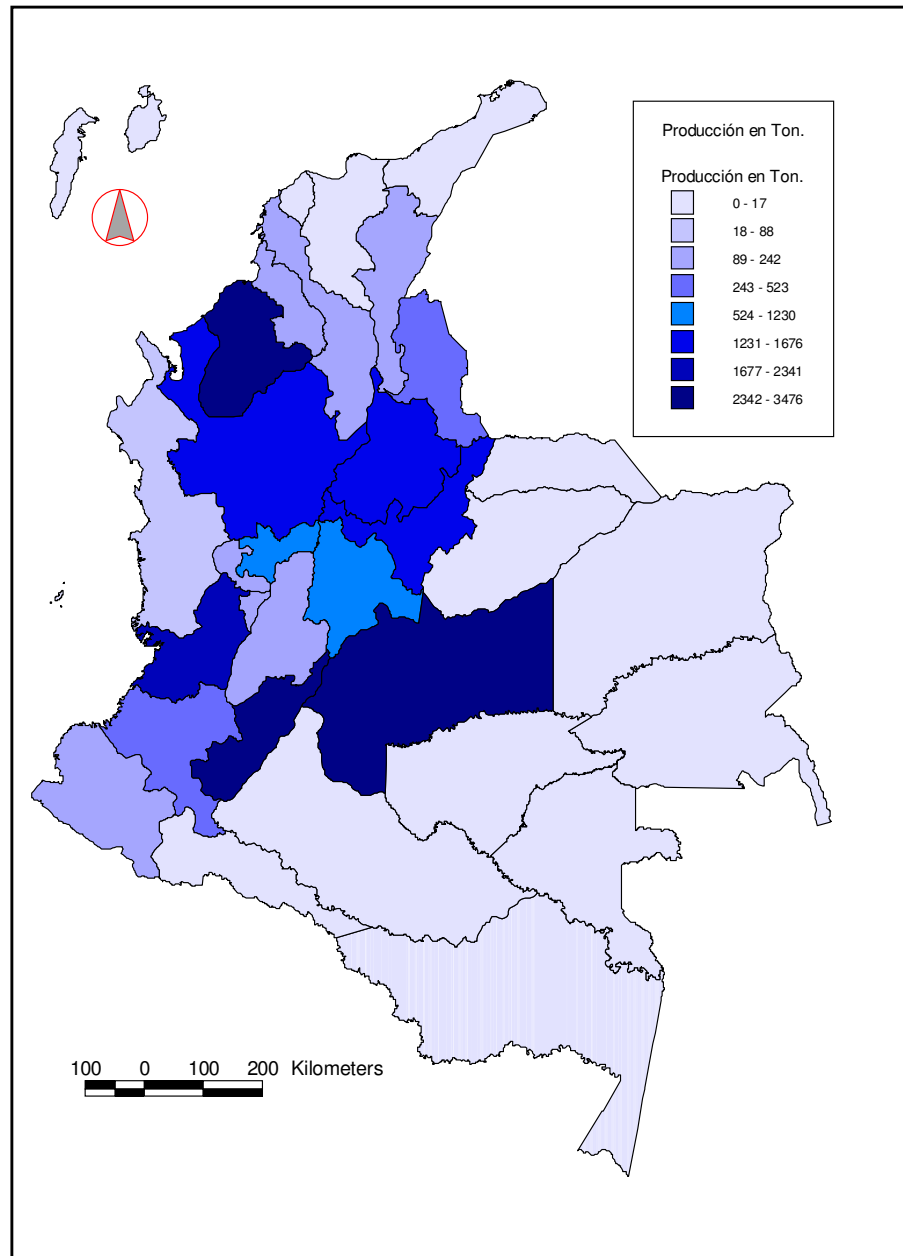 Producción en Ton.
Producción en Ton.
0 - 17
18 - 88
89 - 242
243 - 523
524 - 1230
1231 - 1676
1677 - 2341
2342 - 3476
100 0 100 200 Kilometers